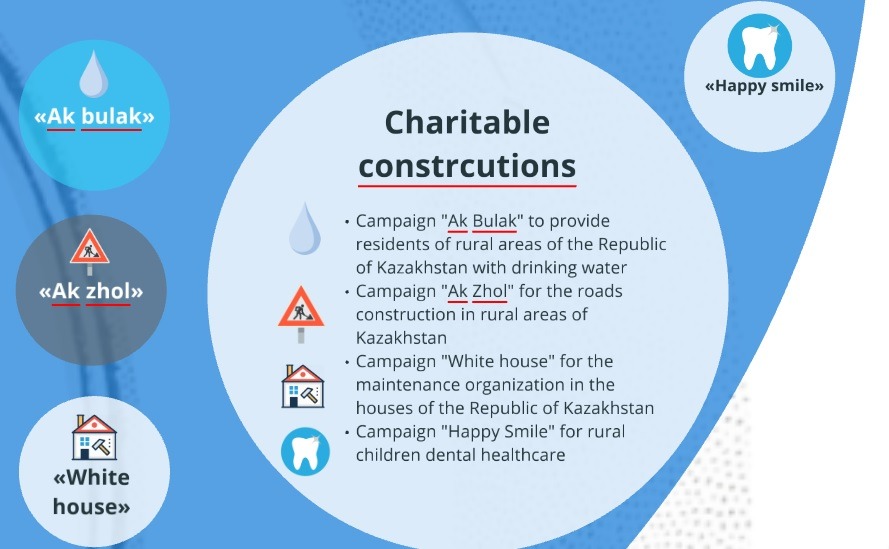 «Ak bulak»
«Ak zhol»
«White
house»
Charitable
constrcutions
• Campaign "Ak Bulak" to provide
residents of rural areas of the Republic
of Kazakhstan with drinking water
• Campaign "Ak Zhol" for the roads
construction in rural areas of
Kazakhstan
• Campaign "White house" for the
maintenance organization in the
houses of the Republic of Kazakhstan
• Campaign "Happy Smile" for rural
children dental healthcare
«Happy smile»